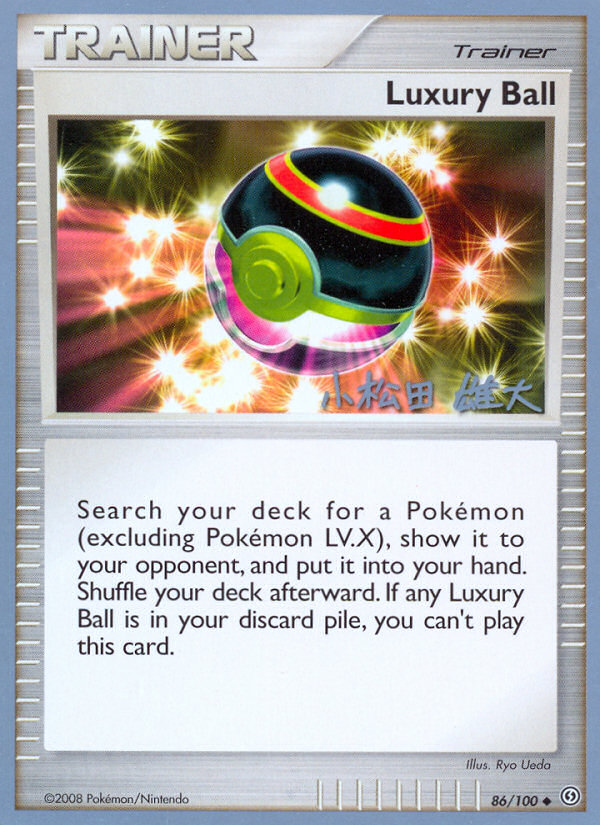 TRAINER
Trainer
Luxury Ball
小松田 雄大
Search your deck for a Pokémon
(excluding Pokémon LV.X), show it to
your opponent, and put it into your hand.
Shuffle your deck afterward. If any Luxury
Ball is in your discard pile, you can't play
this card.
Illus. Ryo Ueda
©2008 Pokémon/Nintendo
86/100